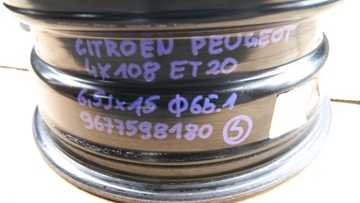 CITROEN PEUGEOT
4X108 ET20
6,5Jx15 Φ65.1
9677598180 5